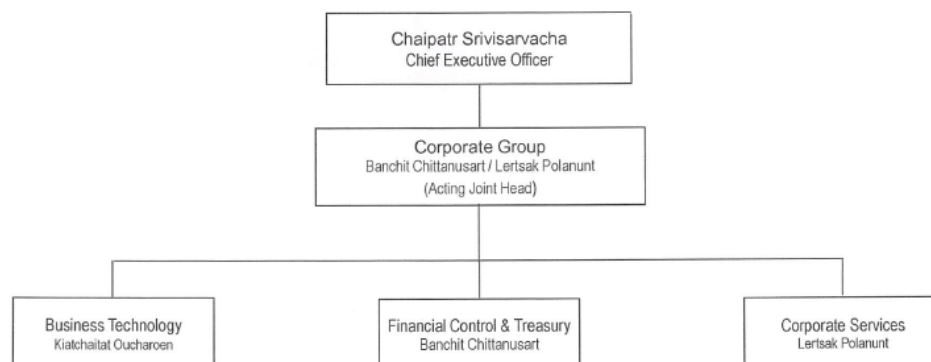 Chaipatr Srivisarvacha
Chief Executive Officer
Corporate Group
Banchit Chittanusart / Lertsak Polanunt
(Acting Joint Head)
Business Technology
Kiatchaitat Oucharoen
Financial Control & Treasury
Banchit Chittanusart
Corporate Services
Lertsak Polanunt